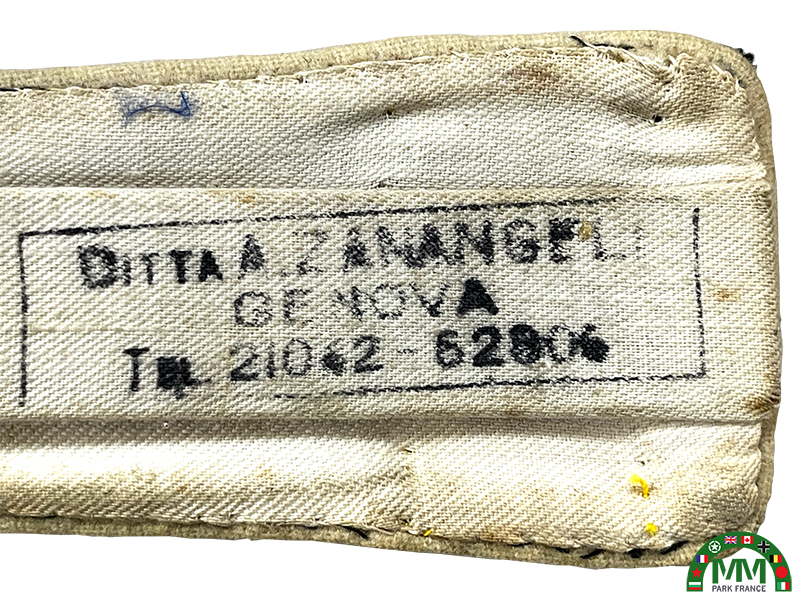 DITTA A. ZANANGELI
GENOVA
TEL. 21042 - 62806
MM
PARK FRANCE